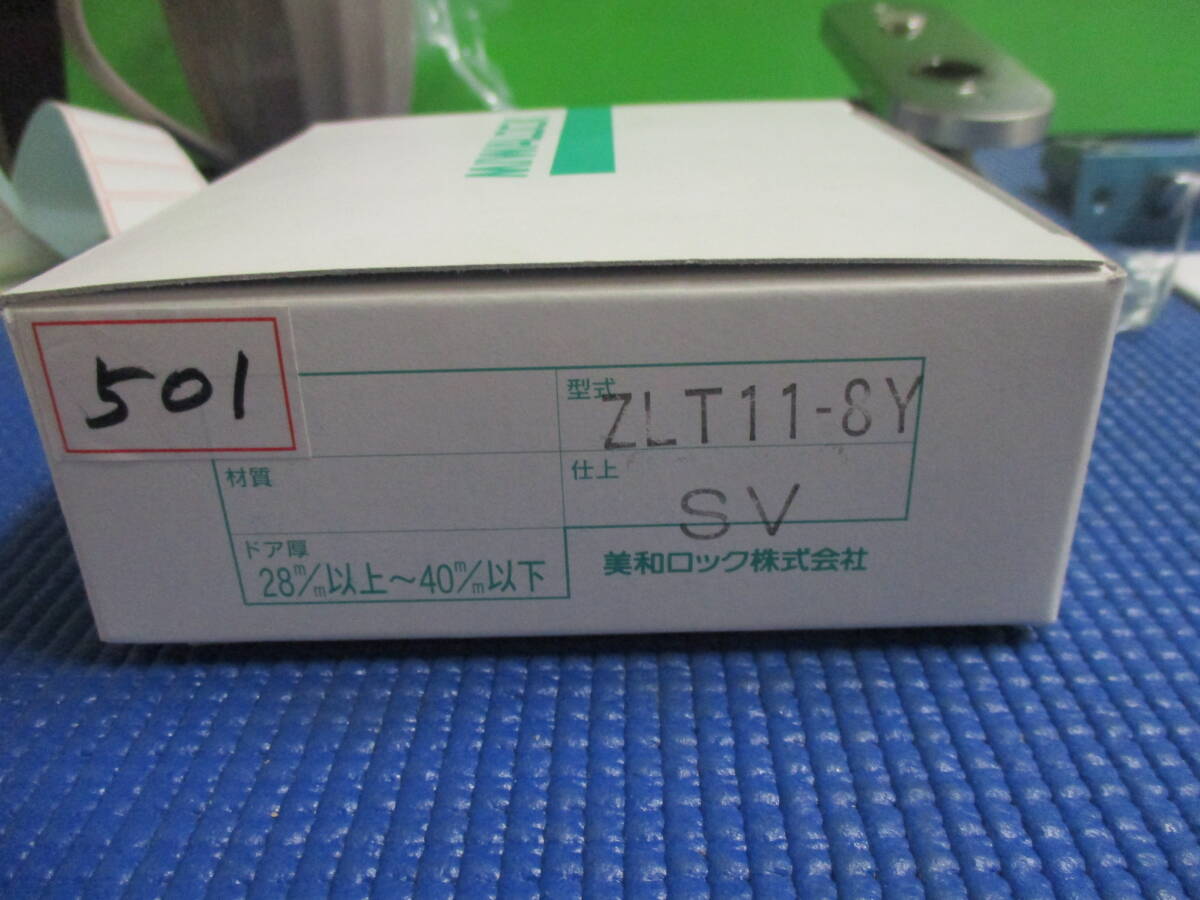 MIWALOCK
501
型式 ZLT11-8Y
材質
仕上 SV
ドア厚
28m/m以上～40m/m以下
美和ロック株式会社